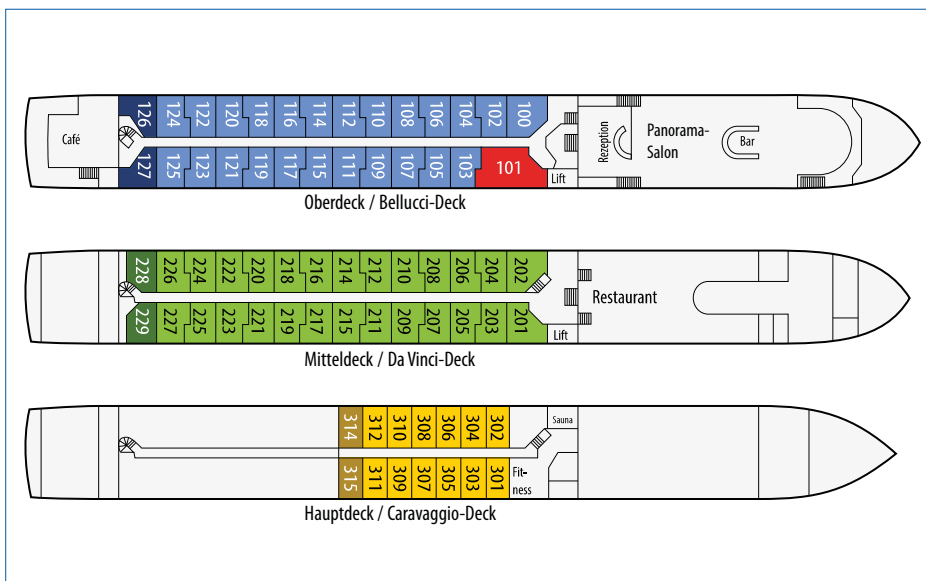 126 124 122 120 118 116 114 112 110 108 106 104 102 100
Café
Rezeption
Panorama-
Salon
Bar
127 125 123 121 119 117 115 111 109 107 105 103 101
Lift
Oberdeck / Bellucci-Deck
228 226 224 222 220 218 216 214 212 210 208 206 204 202
Restaurant
229 227 225 223 221 219 217 215 211 209 207 205 203 201
Lift
Mitteldeck / Da Vinci-Deck
314 312 310 308 306 304 302
Sauna
315 311 309 307 305 303 301
Fit-
ness
Hauptdeck / Caravaggio-Deck